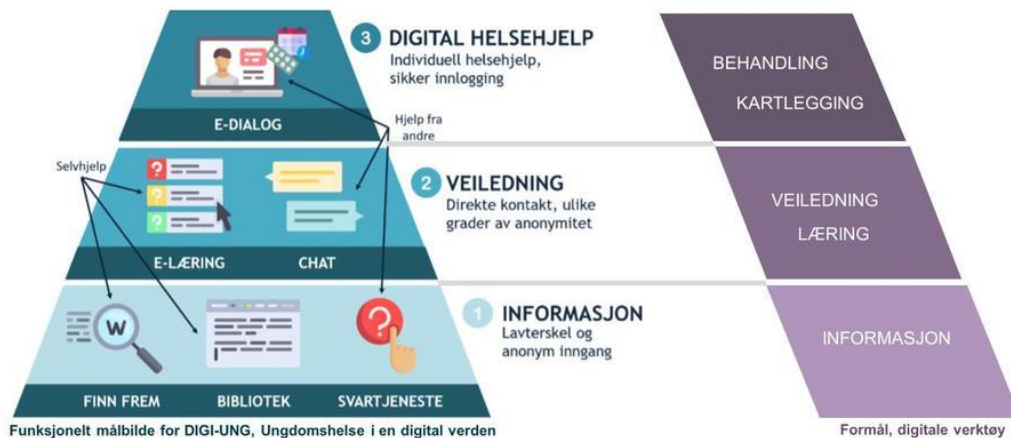 3 DIGITAL HELSEHJELP
Individuell helsehjelp,
sikker innlogging
E-DIALOG
Hjelp fra
andre
BEHANDLING
KARTLEGGING
Selvhjelp
2 VEILEDNING
Direkte kontakt, ulike
grader av anonymitet
E-LÆRING
CHAT
VEILEDNING
LÆRING
1 INFORMASJON
Lavterskel og
anonym inngang
W
FINN FREM
BIBLIOTEK
SVARTJENESTE
INFORMASJON
Funksjonelt målbilde for DIGI-UNG, Ungdomshelse i en digital verden
Formål, digitale verktøy